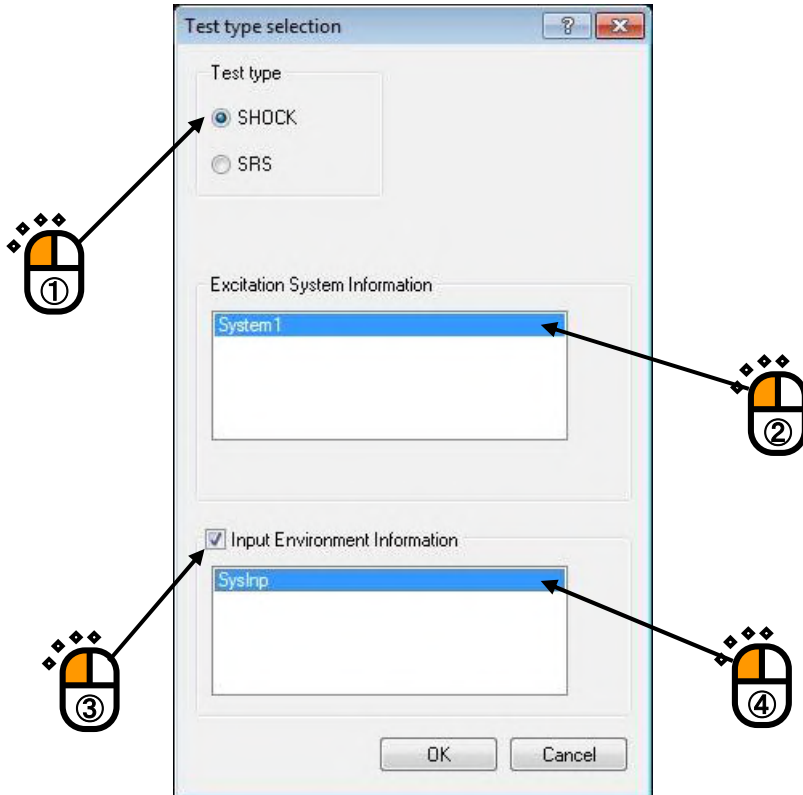 Test type selection
?
Test type
SHOCK
SRS
①
Excitation System Information
System1
②
Input Environment Information
SysInp
③
④
OK
Cancel